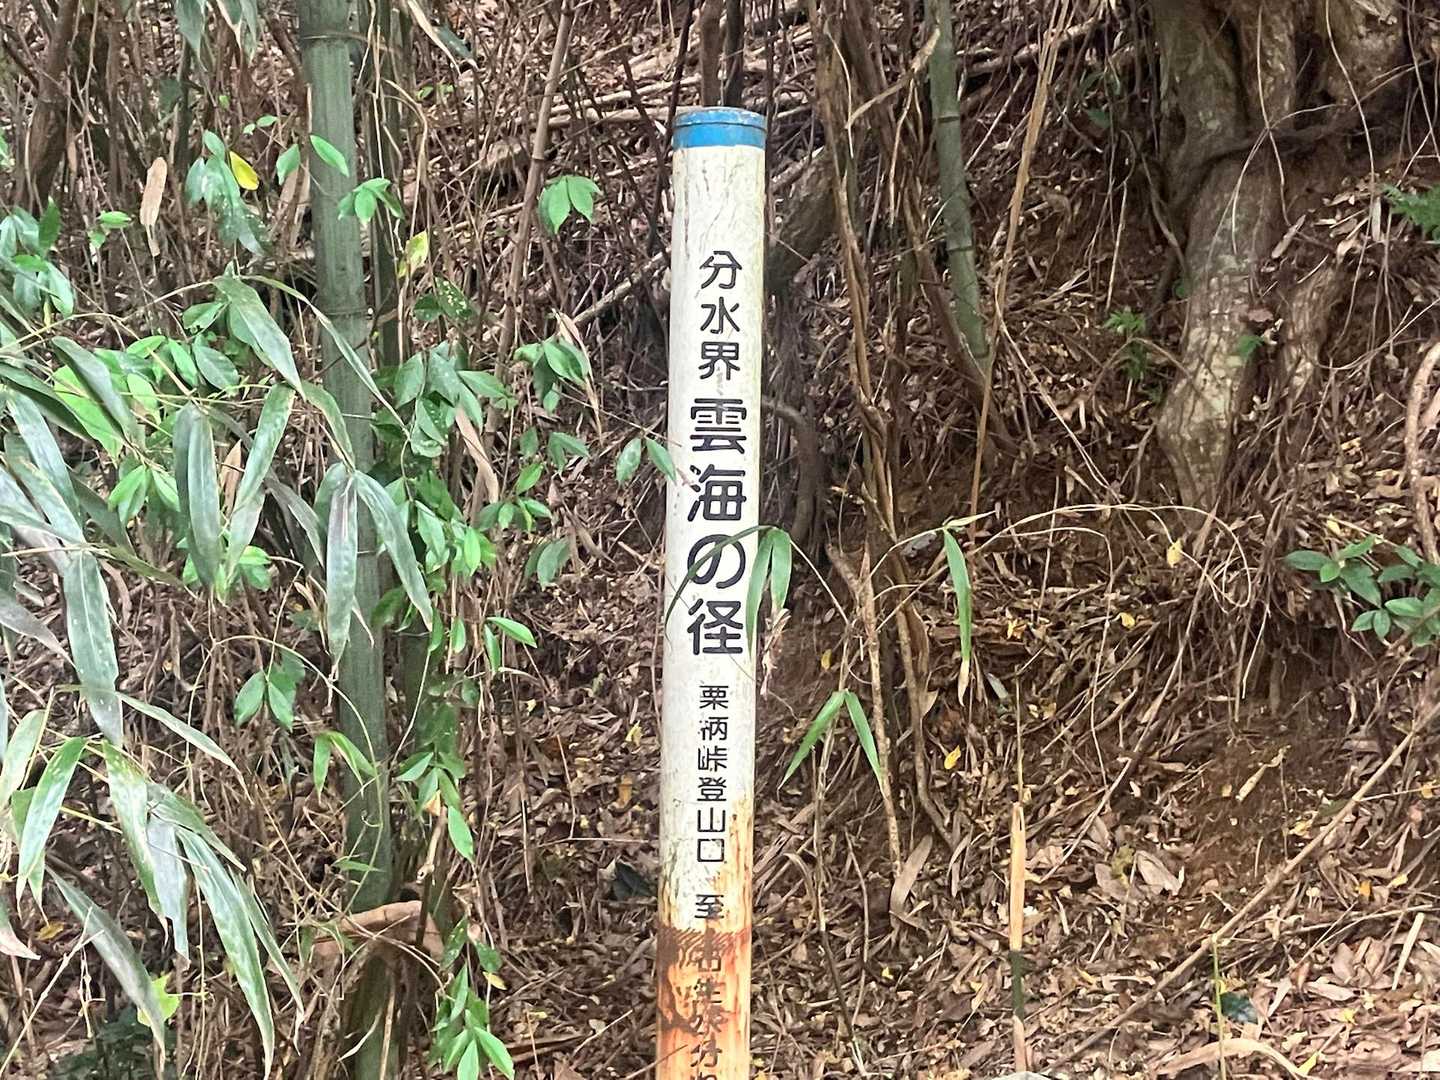 分水界 雲海の径 栗柄峠登山口 至